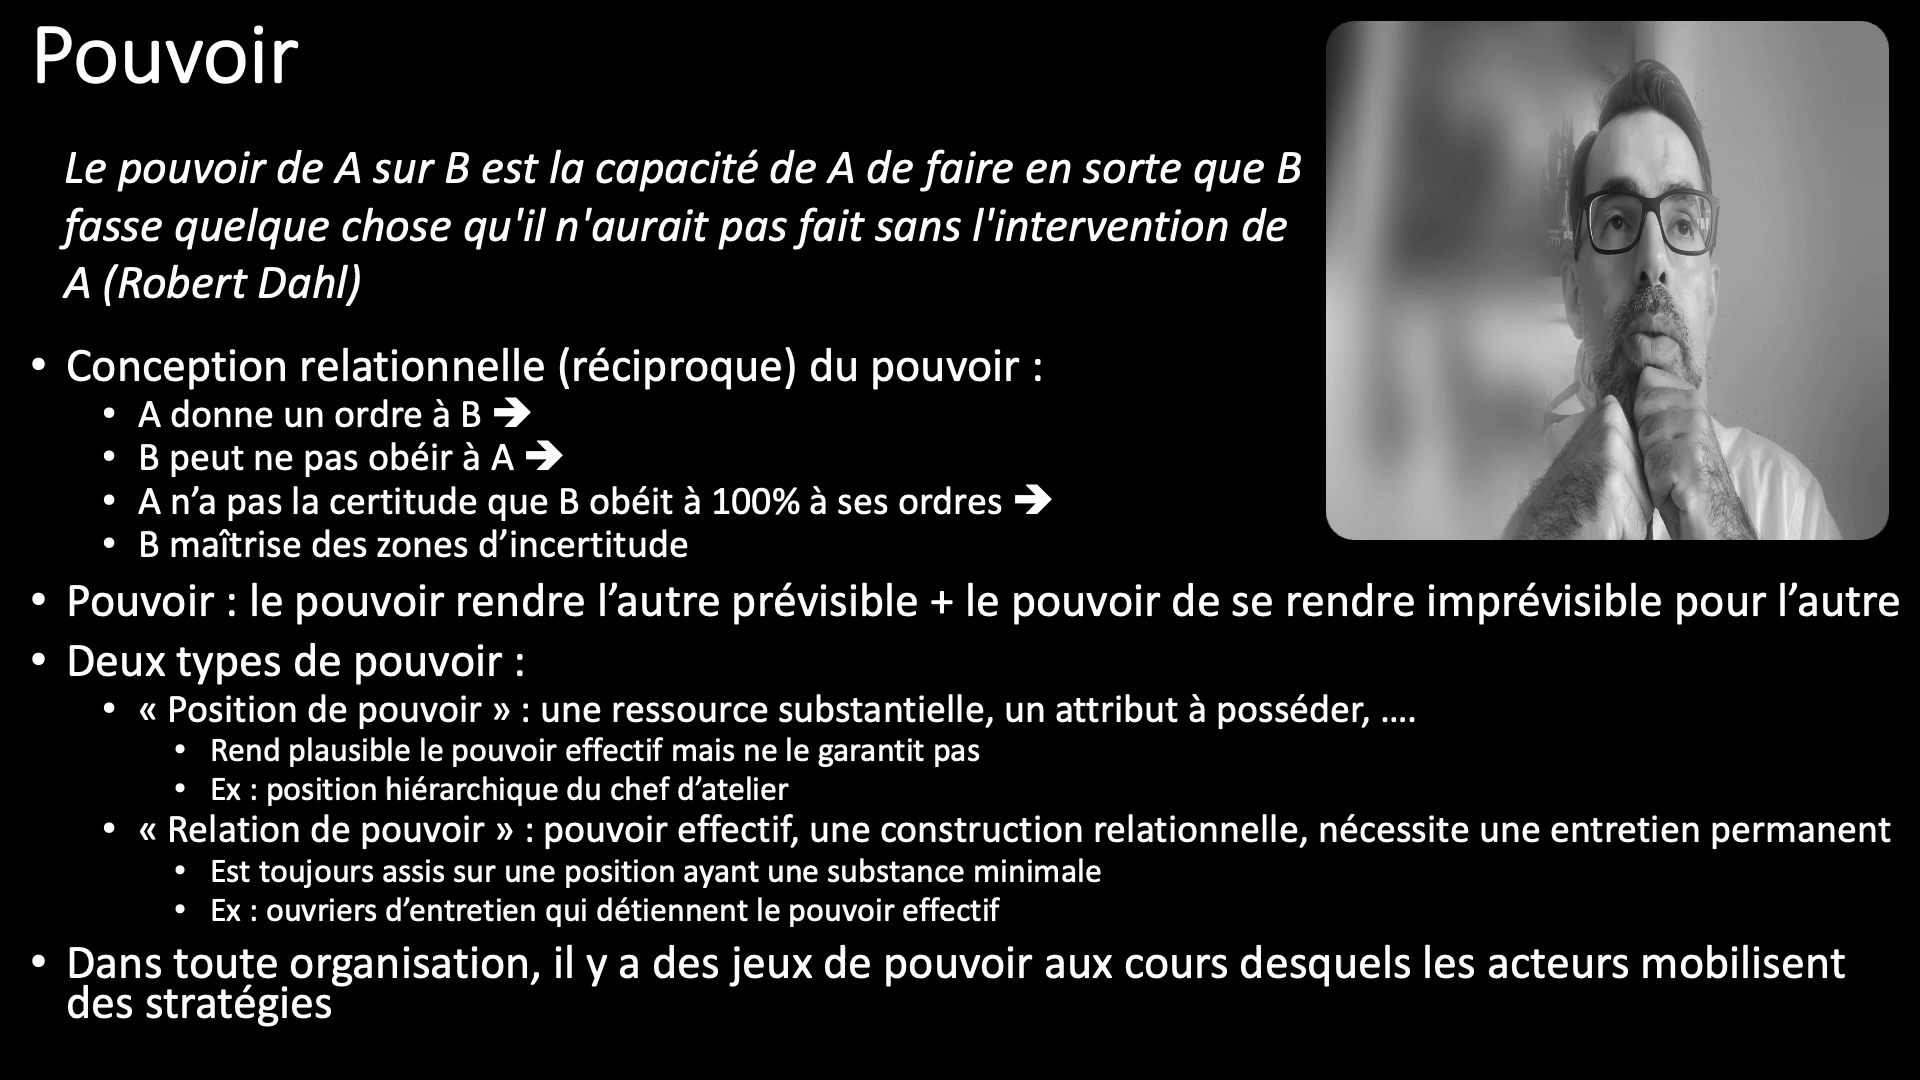 Pouvoir
Le pouvoir de A sur B est la capacité de A de faire en sorte que B
fasse quelque chose qu'il n'aurait pas fait sans l'intervention de
A (Robert Dahl)
• Conception relationnelle (réciproque) du pouvoir :
• A donne un ordre à B ➔
• B peut ne pas obéir à A ➔
• A n’a pas la certitude que B obéit à 100% à ses ordres ➔
• B maîtrise des zones d’incertitude
• Pouvoir : le pouvoir rendre l’autre prévisible + le pouvoir de se rendre imprévisible pour l’autre
• Deux types de pouvoir :
• « Position de pouvoir » : une ressource substantielle, un attribut à posséder, ….
• Rend plausible le pouvoir effectif mais ne le garantit pas
• Ex : position hiérarchique du chef d’atelier
• « Relation de pouvoir » : pouvoir effectif, une construction relationnelle, nécessite une entretien permanent
• Est toujours assis sur une position ayant une substance minimale
• Ex : ouvriers d’entretien qui détiennent le pouvoir effectif
• Dans toute organisation, il y a des jeux de pouvoir aux cours desquels les acteurs mobilisent
des stratégies